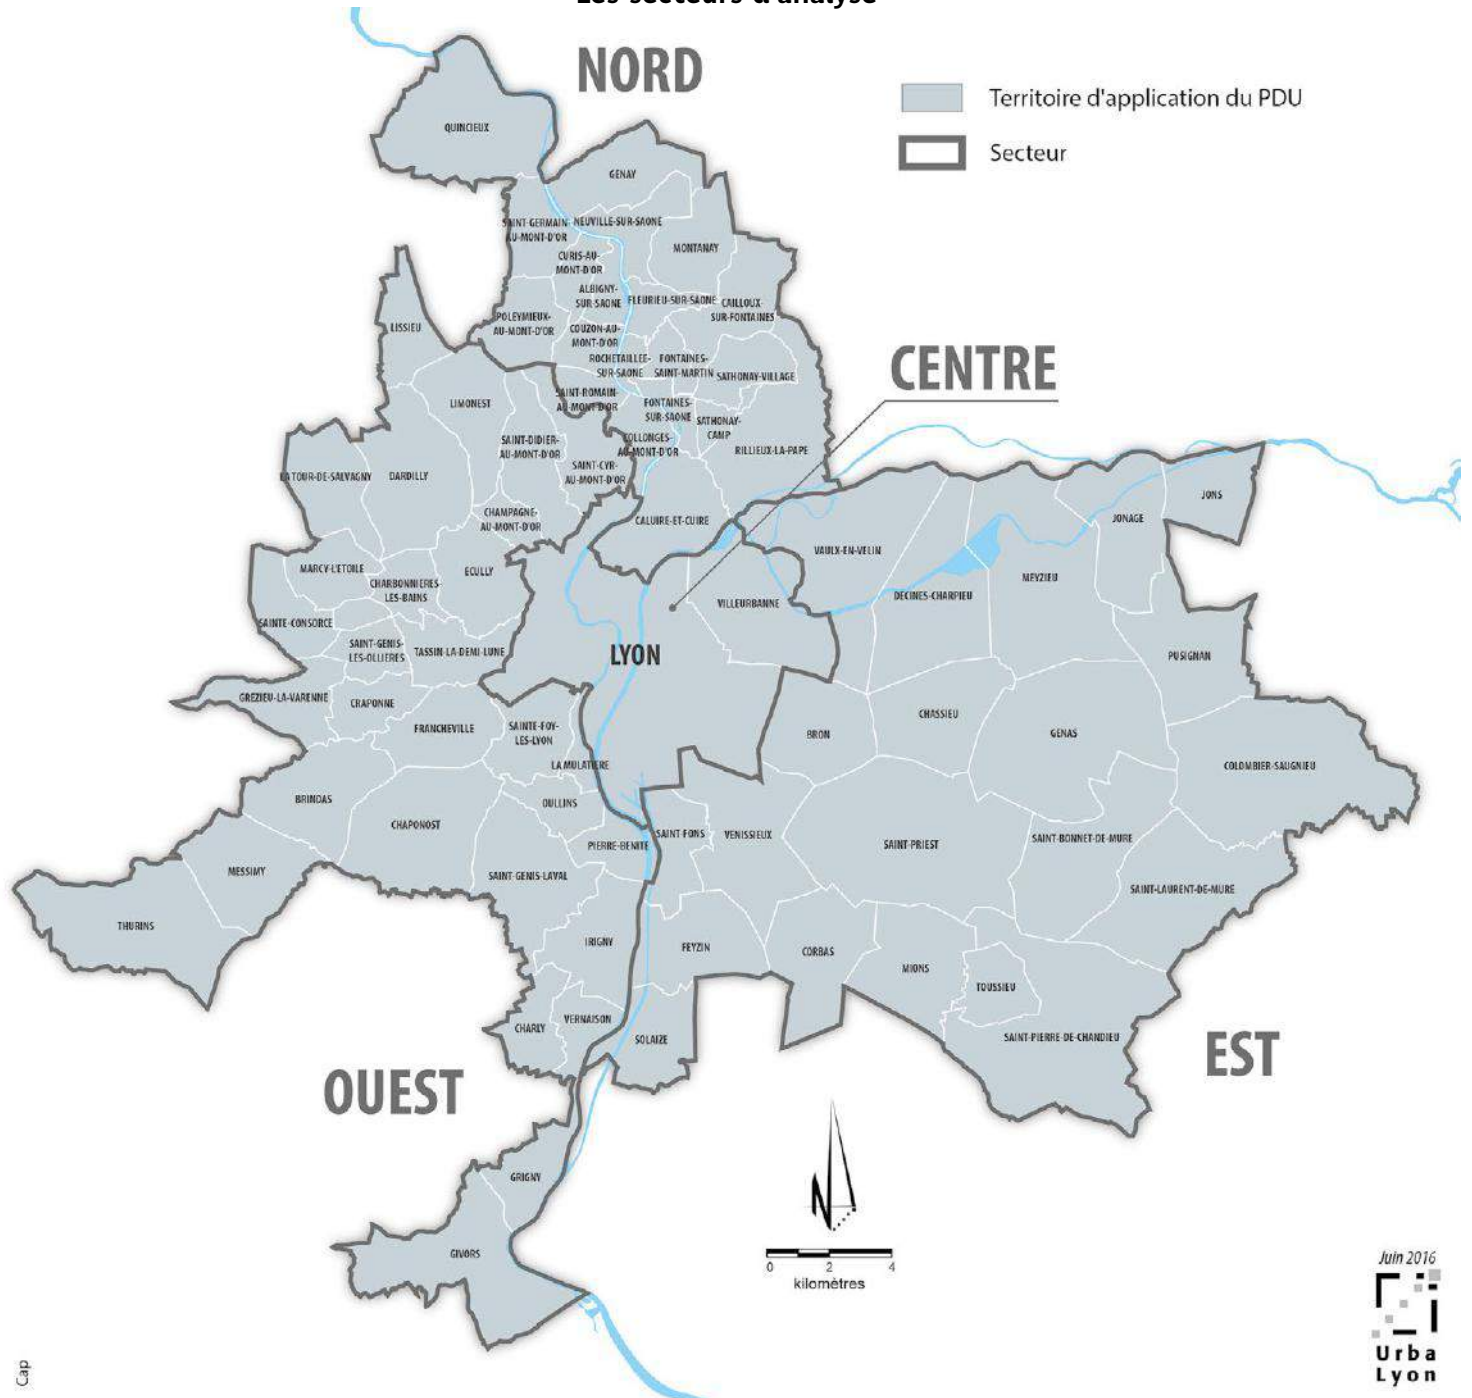 Les secteurs d'analyse
NORD
Territoire d'application du PDU
Secteur
QUINCIEUX
GENAY
SAINT-GERMAIN-
AU-MONT-D'OR
NEUVILLE-SUR-SAONE
MONTANAY
CURIS-AU-
MONT-D'OR
ALBIGNY-
SUR-SAONE
FLEURIEU-SUR-SAONE
CAILLOUX-
SUR-FONTAINES
LISSIEU
POLEYMIEUX-
AU-MONT-D'OR
COUZON-AU-
MONT-D'OR
ROCHETAILLEE-
SUR-SAONE
FONTAINES-
SAINT-MARTIN
SATHONAY-VILLAGE
CENTRE
LIMONEST
SAINT-ROMAIN-
AU-MONT-D'OR
FONTAINES-
SUR-SAONE
SATHONAY-
CAMP
SAINT-DIDIER-
AU-MONT-D'OR
COLLONGES-
AU-MONT-D'OR
RILLIEUX-LA-PAPE
LA TOUR-DE-SALVAGNY
DARDILLY
SAINT-CYR-
AU-MONT-D'OR
JONS
CHAMPAGNE-
AU-MONT-D'OR
CALUIRE-ET-CUIRE
JONAGE
VAULX-EN-VELIN
MARCY-L'ETOILE
CHARBONNIERES-
LES-BAINS
ECULLY
MEYZIEU
DECINES-CHARPIEU
VILLEURBANNE
SAINTE-CONSORCE
SAINT-GENIS-
LES-OLLIERES
TASSIN-LA-DEMI-LUNE
LYON
PUSIGNAN
GREZIEU-LA-VARENNE
CRAPONNE
FRANCHEVILLE
SAINTE-FOY-
LES-LYON
CHASSIEU
BRON
GENAS
LA MULATIERE
COLOMBIER-SAUGNIEU
BRINDAS
OULLINS
CHAPONOST
SAINT-FONS
VENISSIEUX
SAINT-BONNET-DE-MURE
PIERRE-BENITE
SAINT-PRIEST
MESSIMY
SAINT-GENIS-LAVAL
SAINT-LAURENT-DE-MURE
THURINS
IRIGNY
FEYZIN
CORBAS
MIONS
TOUSSIEU
CHARLY
VERNAISON
SOLAIZE
SAINT-PIERRE-DE-CHANDIEU
EST
OUEST
GRIGNY
GIVORS
N
0 2 4
kilomètres
Juin 2016
Urba
Lyon
Cap